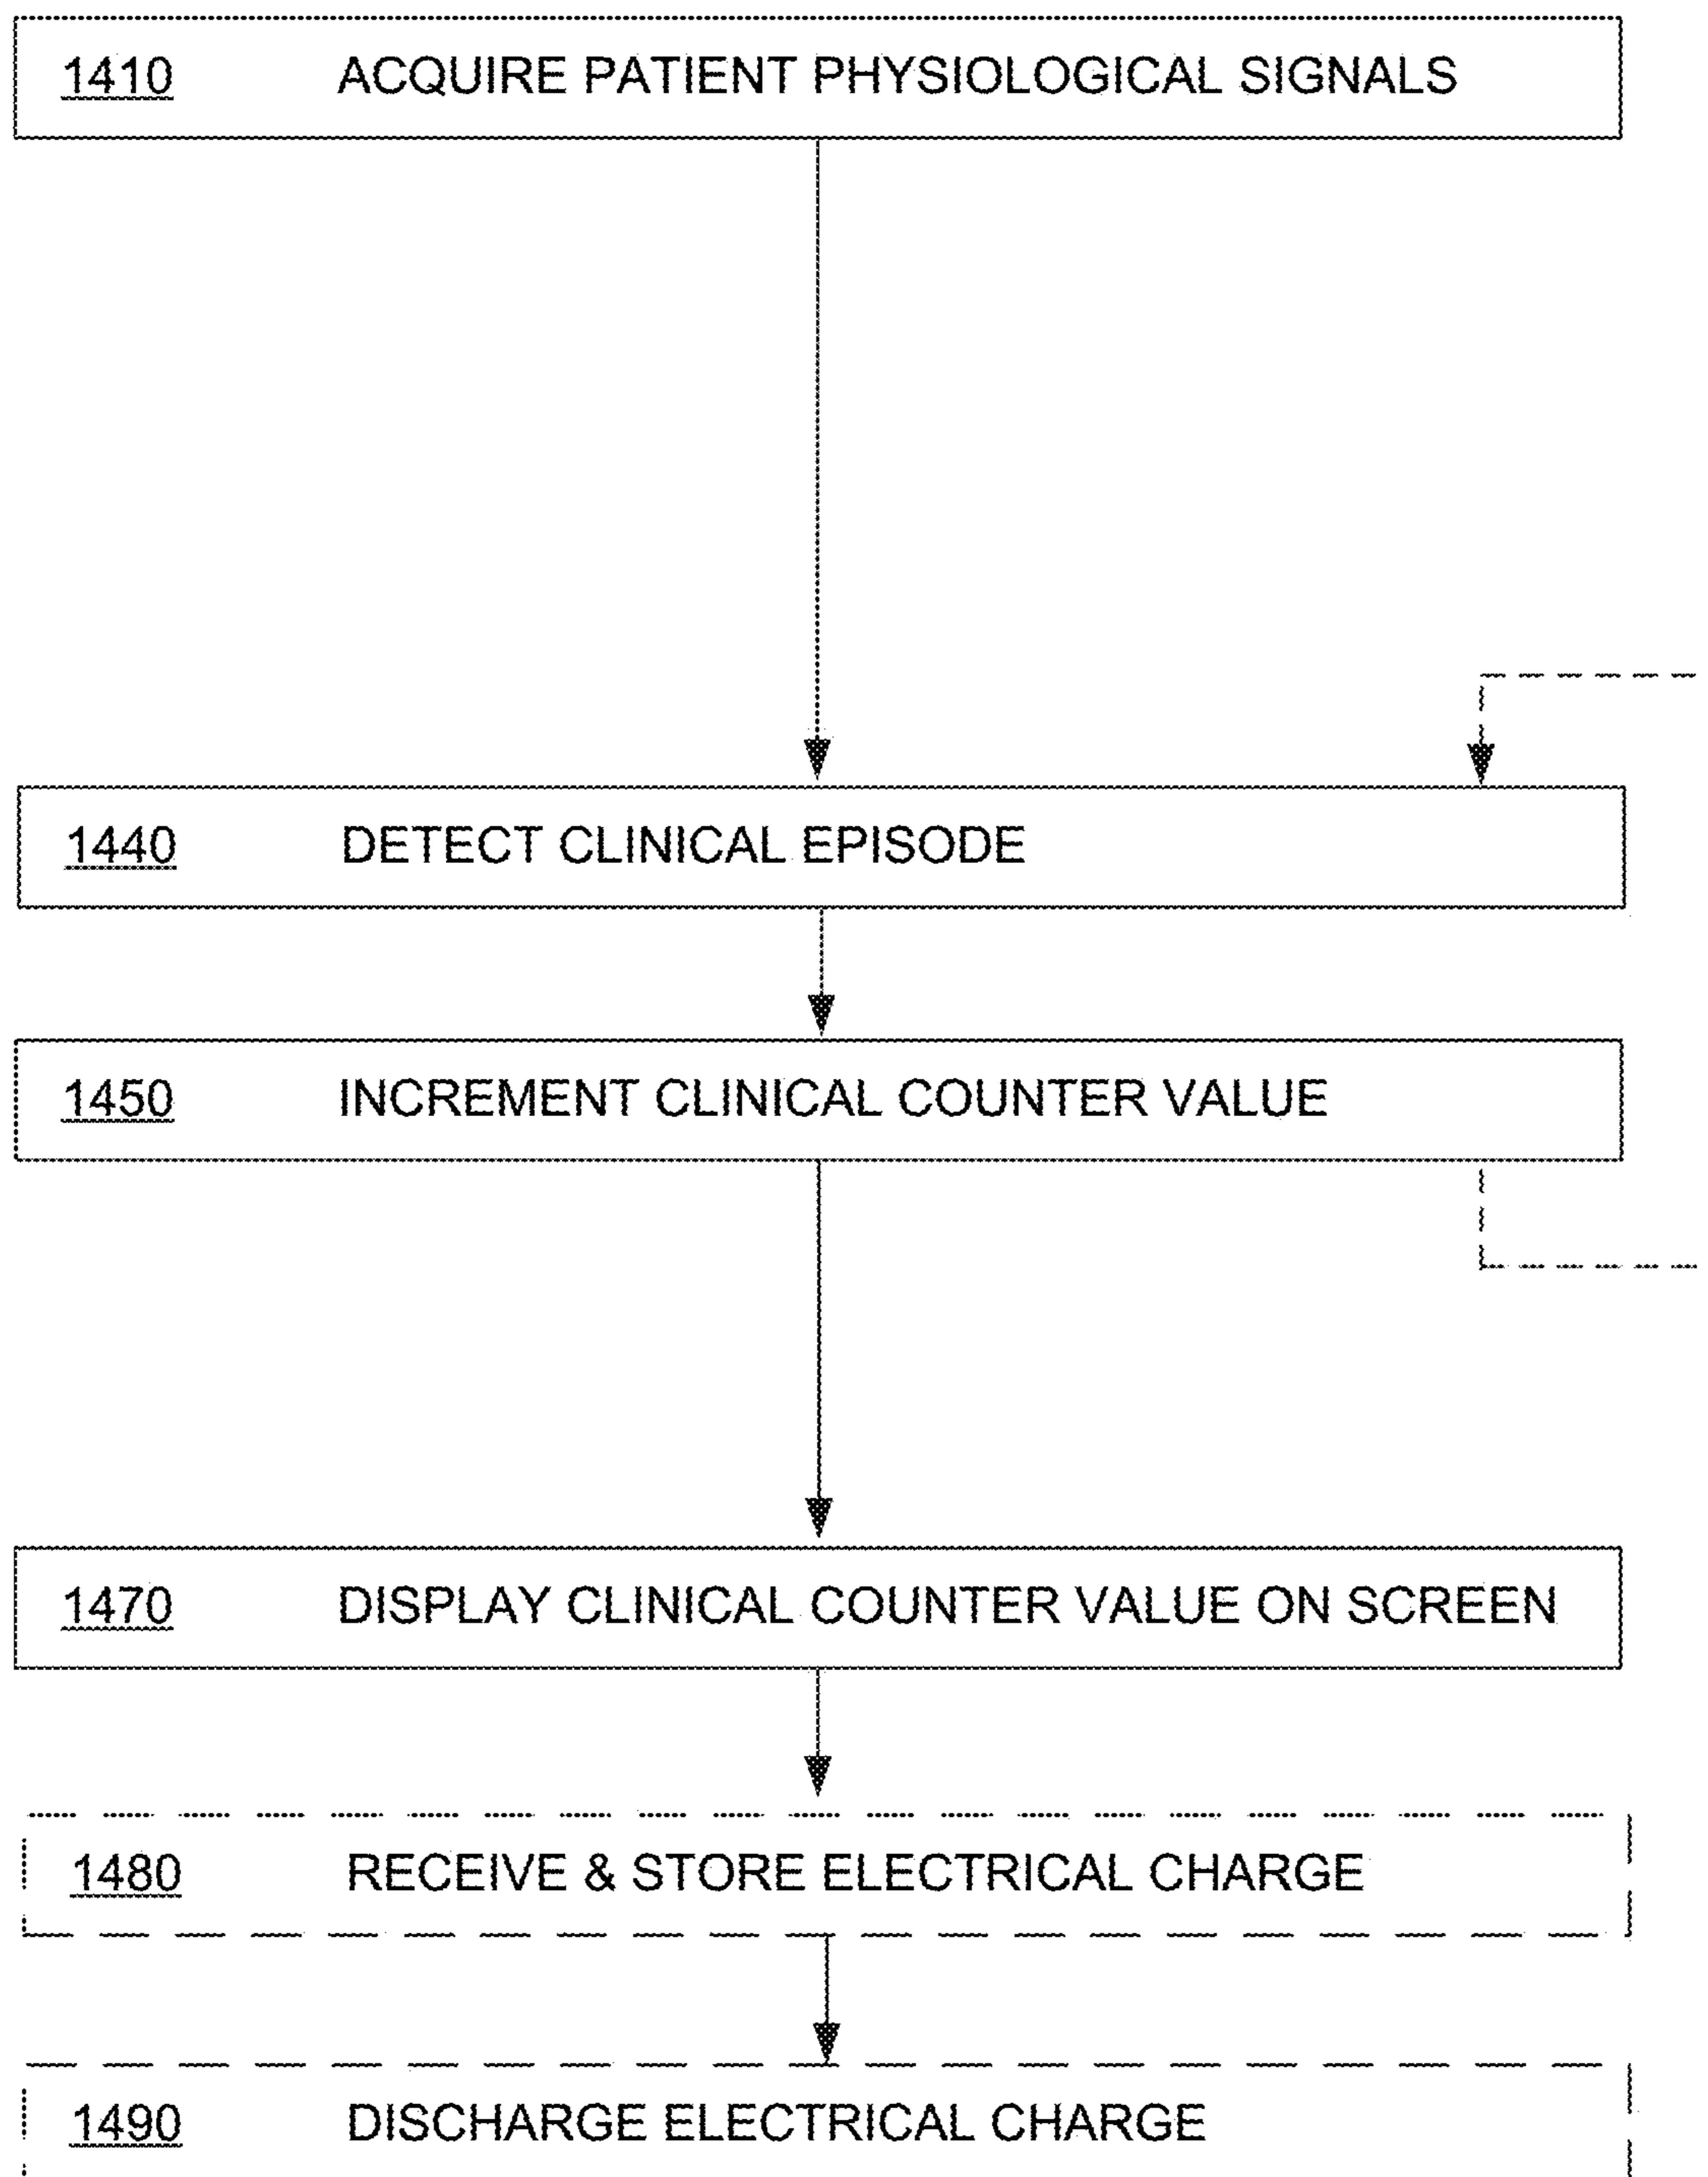 1410 ACQUIRE PATIENT PHYSIOLOGICAL SIGNALS
1440 DETECT CLINICAL EPISODE
1450 INCREMENT CLINICAL COUNTER VALUE
1470 DISPLAY CLINICAL COUNTER VALUE ON SCREEN
1480 RECEIVE & STORE ELECTRICAL CHARGE
1490 DISCHARGE ELECTRICAL CHARGE